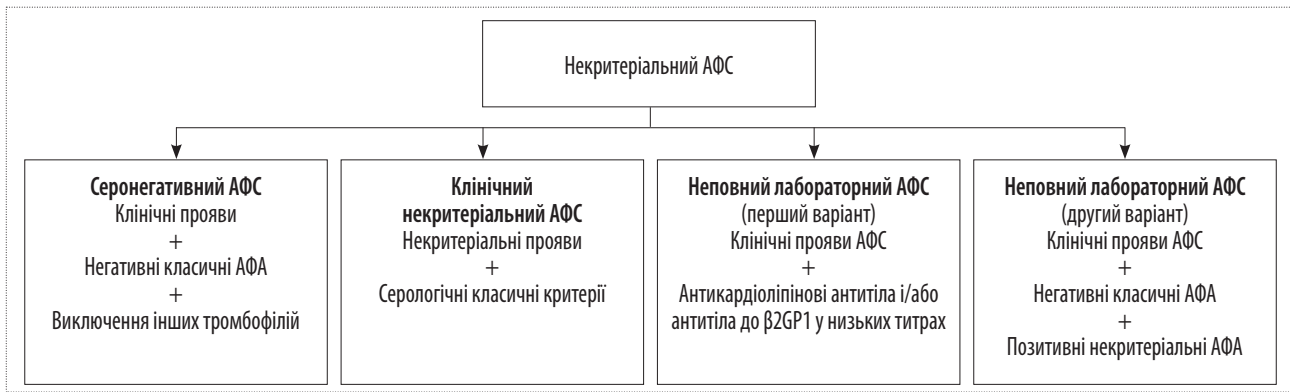 Некритеріальний АФС
Серонегативний АФС
Клінічні прояви
+
Негативні класичні АФА
+
Виключення інших тромбофілій
Клінічний
некритеріальний АФС
Некритеріальні прояви
+
Серологічні класичні критерії
Неповний лабораторний АФС
(перший варіант)
Клінічні прояви АФС
+
Антикардіоліпінові антитіла і/або
антитіла до β2GP1 у низьких титрах
Неповний лабораторний АФС
(другий варіант)
Клінічні прояви АФС
+
Негативні класичні АФА
+
Позитивні некритеріальні АФА